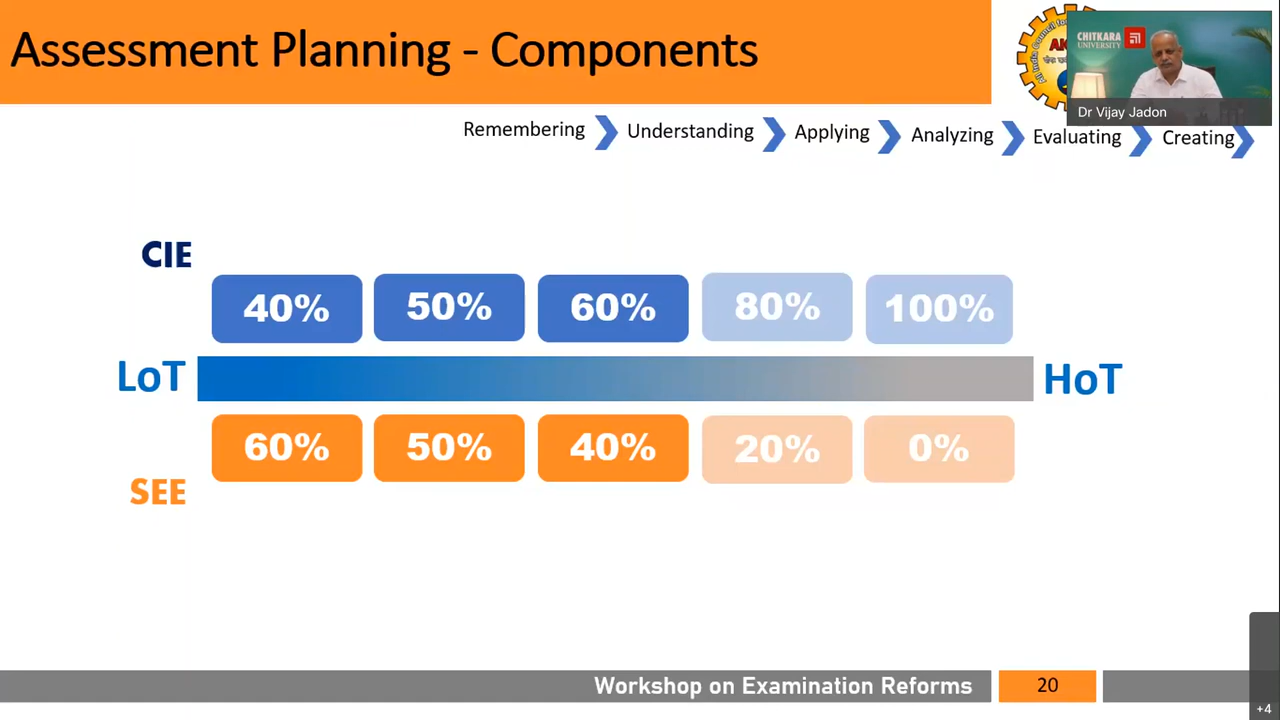 Assessment Planning - Components
CHITKARA
UNIVERSITY
Dr Vijay Jadon
Remembering Understanding Applying Analyzing Evaluating Creating
CIE
40% 50% 60% 80% 100%
LoT HoT
60% 50% 40% 20% 0%
SEE
Workshop on Examination Reforms 20
+4